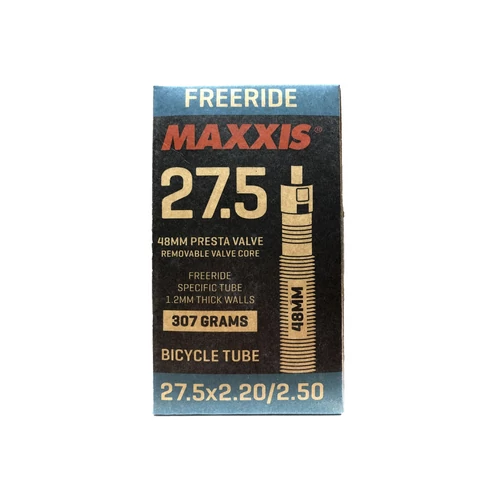 FREERIDE
MAXXIS®
27.5
48MM PRESTA VALVE
REMOVABLE VALVE CORE
FREERIDE
SPECIFIC TUBE
1.2MM THICK WALLS
307 GRAMS
48MM
BICYCLE TUBE
27.5x2.20/2.50